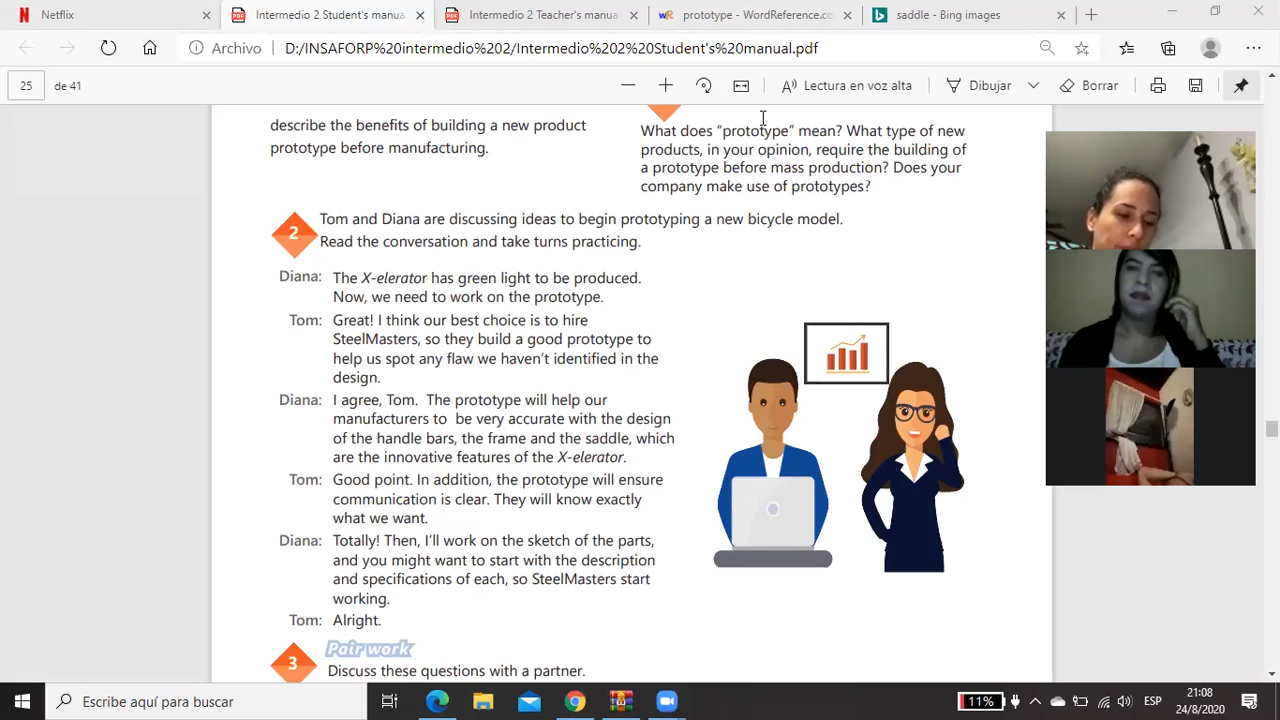 Netflix
Intermedio 2 Student's manua
Intermedio 2 Teacher's manua
prototype - WordReference.co
saddle - Bing images
Archivo
D:/INSAFORP%20intermedio%202/Intermedio%202%20Student's%20manual.pdf
25
de 41
Lectura en voz alta
Dibujar
Borrar
describe the benefits of building a new product
prototype before manufacturing.
What does "prototype" mean? What type of new
products, in your opinion, require the building of
a prototype before mass production? Does your
company make use of prototypes?
2
Tom and Diana are discussing ideas to begin prototyping a new bicycle model.
Read the conversation and take turns practicing.
Diana: The X-elerator has green light to be produced.
Now, we need to work on the prototype.
Tom: Great! I think our best choice is to hire
SteelMasters, so they build a good prototype to
help us spot any flaw we haven't identified in the
design.
Diana: I agree, Tom. The prototype will help our
manufacturers to be very accurate with the design
of the handle bars, the frame and the saddle, which
are the innovative features of the X-elerator.
Tom: Good point. In addition, the prototype will ensure
communication is clear. They will know exactly
what we want.
Diana: Totally! Then, I'll work on the sketch of the parts,
and you might want to start with the description
and specifications of each, so SteelMasters start
working.
Tom: Alright.
Pair work
3
Discuss these questions with a partner.
Escribe aquí para buscar
11%
ESP
21:08
24/8/2020